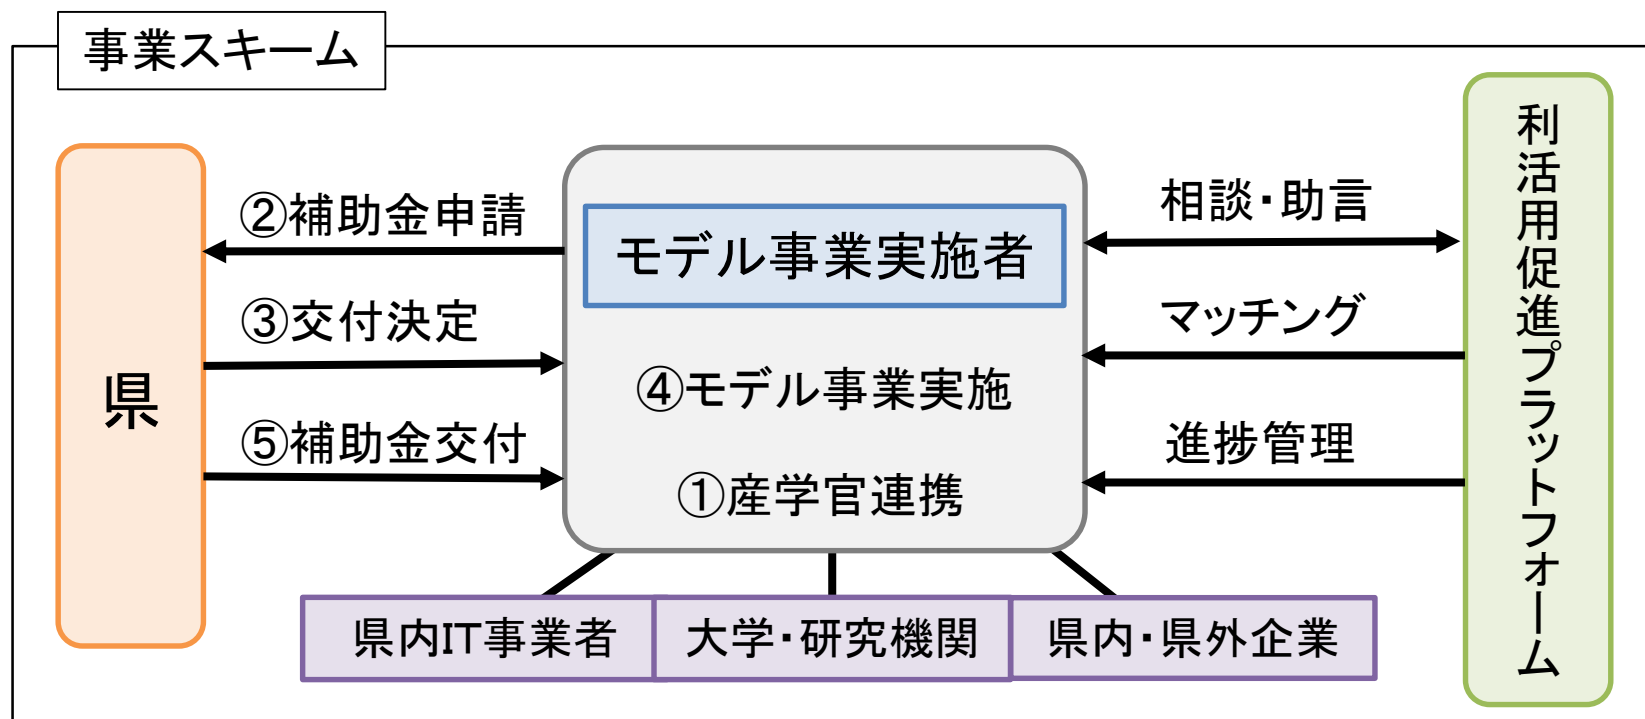 事業スキーム
県
②補助金申請
③交付決定
⑤補助金交付
モデル事業実施者
④モデル事業実施
①産学官連携
相談・助言
マッチング
進捗管理
利活用促進プラットフォーム
県内IT事業者
大学・研究機関
県内・県外企業